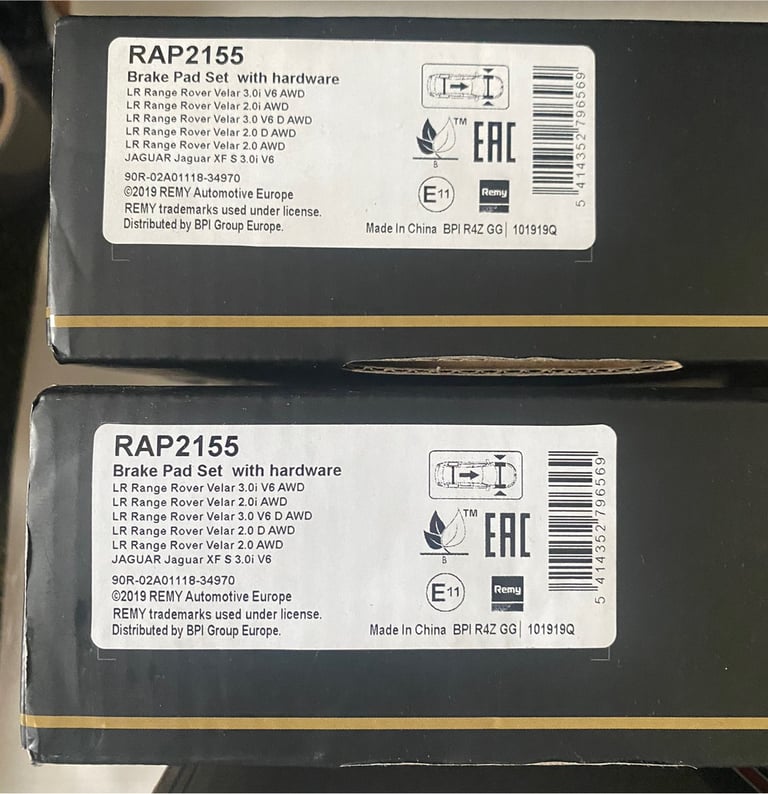 RAP2155
Brake Pad Set with hardware
LR Range Rover Velar 3.0i V6 AWD
LR Range Rover Velar 2.0i AWD
LR Range Rover Velar 3.0 V6 D AWD
LR Range Rover Velar 2.0 D AWD
LR Range Rover Velar 2.0 AWD
JAGUAR Jaguar XF S 3.0i V6
90R-02A01118-34970
©2019 REMY Automotive Europe
REMY trademarks used under license.
Distributed by BPI Group Europe.
TM
B
EAC
E11
Remy
Made In China BPI R4Z GG| 101919Q
5 414352 796569
RAP2155
Brake Pad Set with hardware
LR Range Rover Velar 3.0i V6 AWD
LR Range Rover Velar 2.0i AWD
LR Range Rover Velar 3.0 V6 D AWD
LR Range Rover Velar 2.0 D AWD
LR Range Rover Velar 2.0 AWD
JAGUAR Jaguar XF S 3.0i V6
90R-02A01118-34970
©2019 REMY Automotive Europe
REMY trademarks used under license.
Distributed by BPI Group Europe.
TM
B
EAC
E11
Remy
Made In China BPI R4Z GG| 101919Q
5 414352 796569